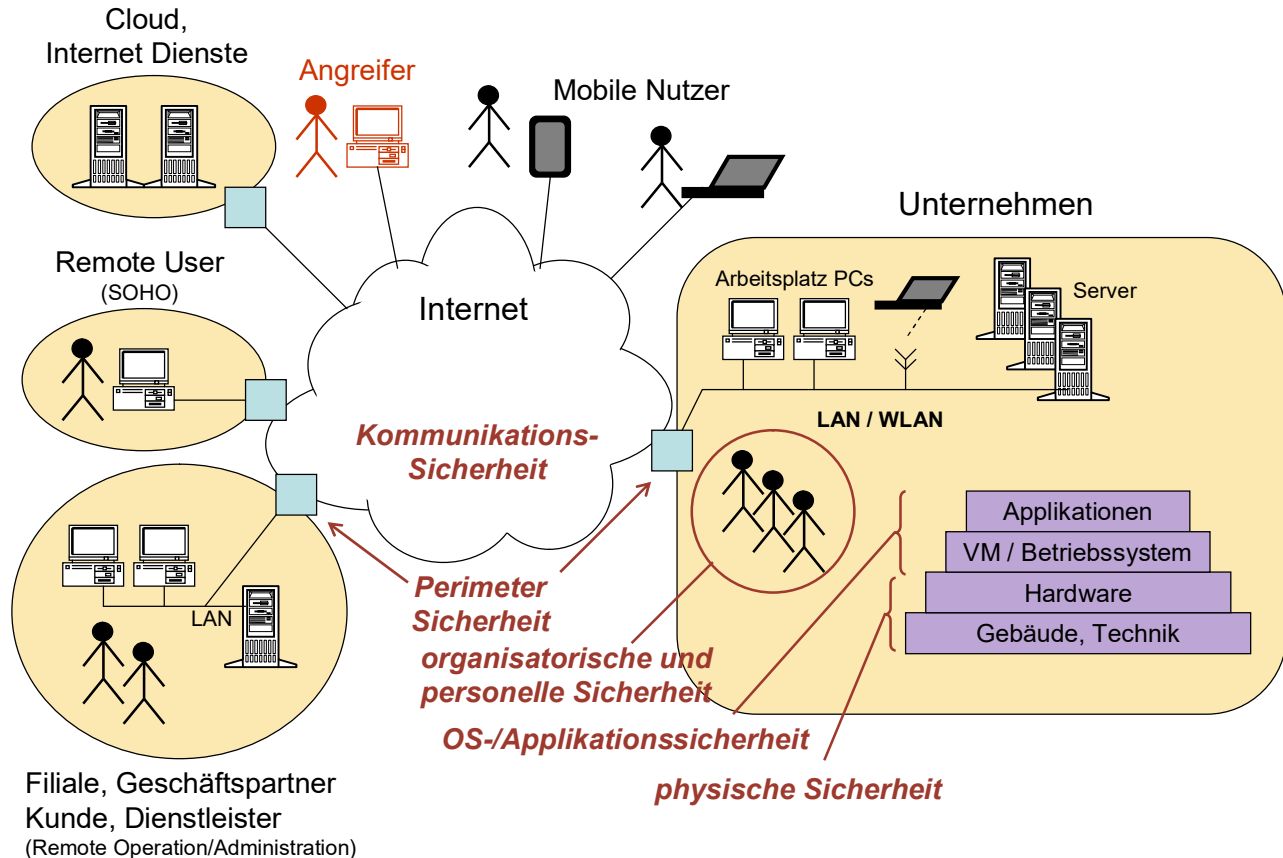 Cloud,
Internet Dienste
Angreifer
Mobile Nutzer
Unternehmen
Remote User
(SOHO)
Internet
Arbeitsplatz PCs
Server
LAN / WLAN
Kommunikations-
Sicherheit
Applikationen
VM / Betriebssystem
Hardware
Gebäude, Technik
LAN
Perimeter
Sicherheit
organisatorische und
personelle Sicherheit
OS-/Applikationssicherheit
physische Sicherheit
Filiale, Geschäftspartner
Kunde, Dienstleister
(Remote Operation/Administration)